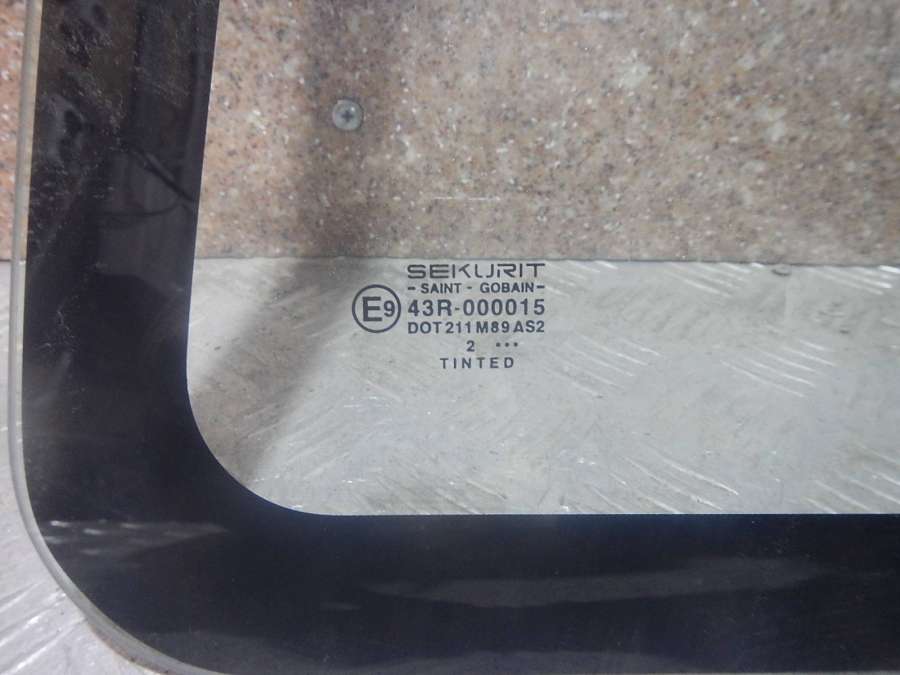 SEKURIT
- SAINT - GOBAIN -
E9 43R-000015
DOT 211 M89 AS2
2 •••
TINTED